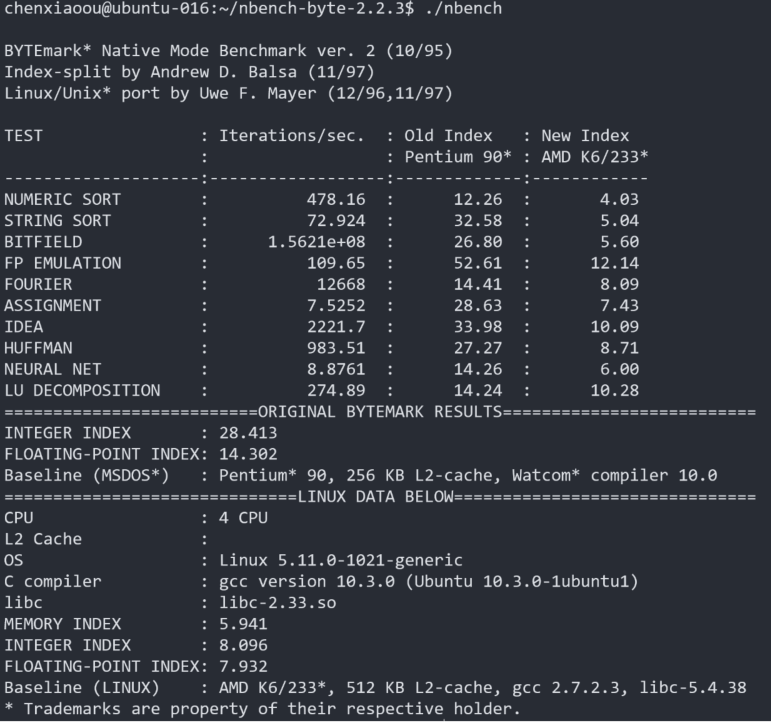 chenxiaoou@ubuntu-016:~/nbench-byte-2.2.3$ ./nbench

BYTEmark* Native Mode Benchmark ver. 2 (10/95)
Index-split by Andrew D. Balsa (11/97)
Linux/Unix* port by Uwe F. Mayer (12/96,11/97)

TEST                : Iterations/sec.  : Old Index   : New Index
                    :                  : Pentium 90* : AMD K6/233*
--------------------:------------------:-------------:------------
NUMERIC SORT        :          478.16  :      12.26  :       4.03
STRING SORT         :          72.924  :      32.58  :       5.04
BITFIELD            :      1.5621e+08  :      26.80  :       5.60
FP EMULATION        :          109.65  :      52.61  :      12.14
FOURIER             :           12668  :      14.41  :       8.09
ASSIGNMENT          :          7.5252  :      28.63  :       7.43
IDEA                :          2221.7  :      33.98  :      10.09
HUFFMAN             :          983.51  :      27.27  :       8.71
NEURAL NET          :          8.8761  :      14.26  :       6.00
LU DECOMPOSITION    :          274.89  :      14.24  :      10.28
==========================ORIGINAL BYTEMARK RESULTS==========================
INTEGER INDEX       : 28.413
FLOATING-POINT INDEX: 14.302
Baseline (MSDOS*)   : Pentium* 90, 256 KB L2-cache, Watcom* compiler 10.0
==============================LINUX DATA BELOW===============================
CPU                 : 4 CPU
L2 Cache            :
OS                  : Linux 5.11.0-1021-generic
C compiler          : gcc version 10.3.0 (Ubuntu 10.3.0-1ubuntu1)
libc                : libc-2.33.so
MEMORY INDEX        : 5.941
INTEGER INDEX       : 8.096
FLOATING-POINT INDEX: 7.932
Baseline (LINUX)    : AMD K6/233*, 512 KB L2-cache, gcc 2.7.2.3, libc-5.4.38
* Trademarks are property of their respective holder.